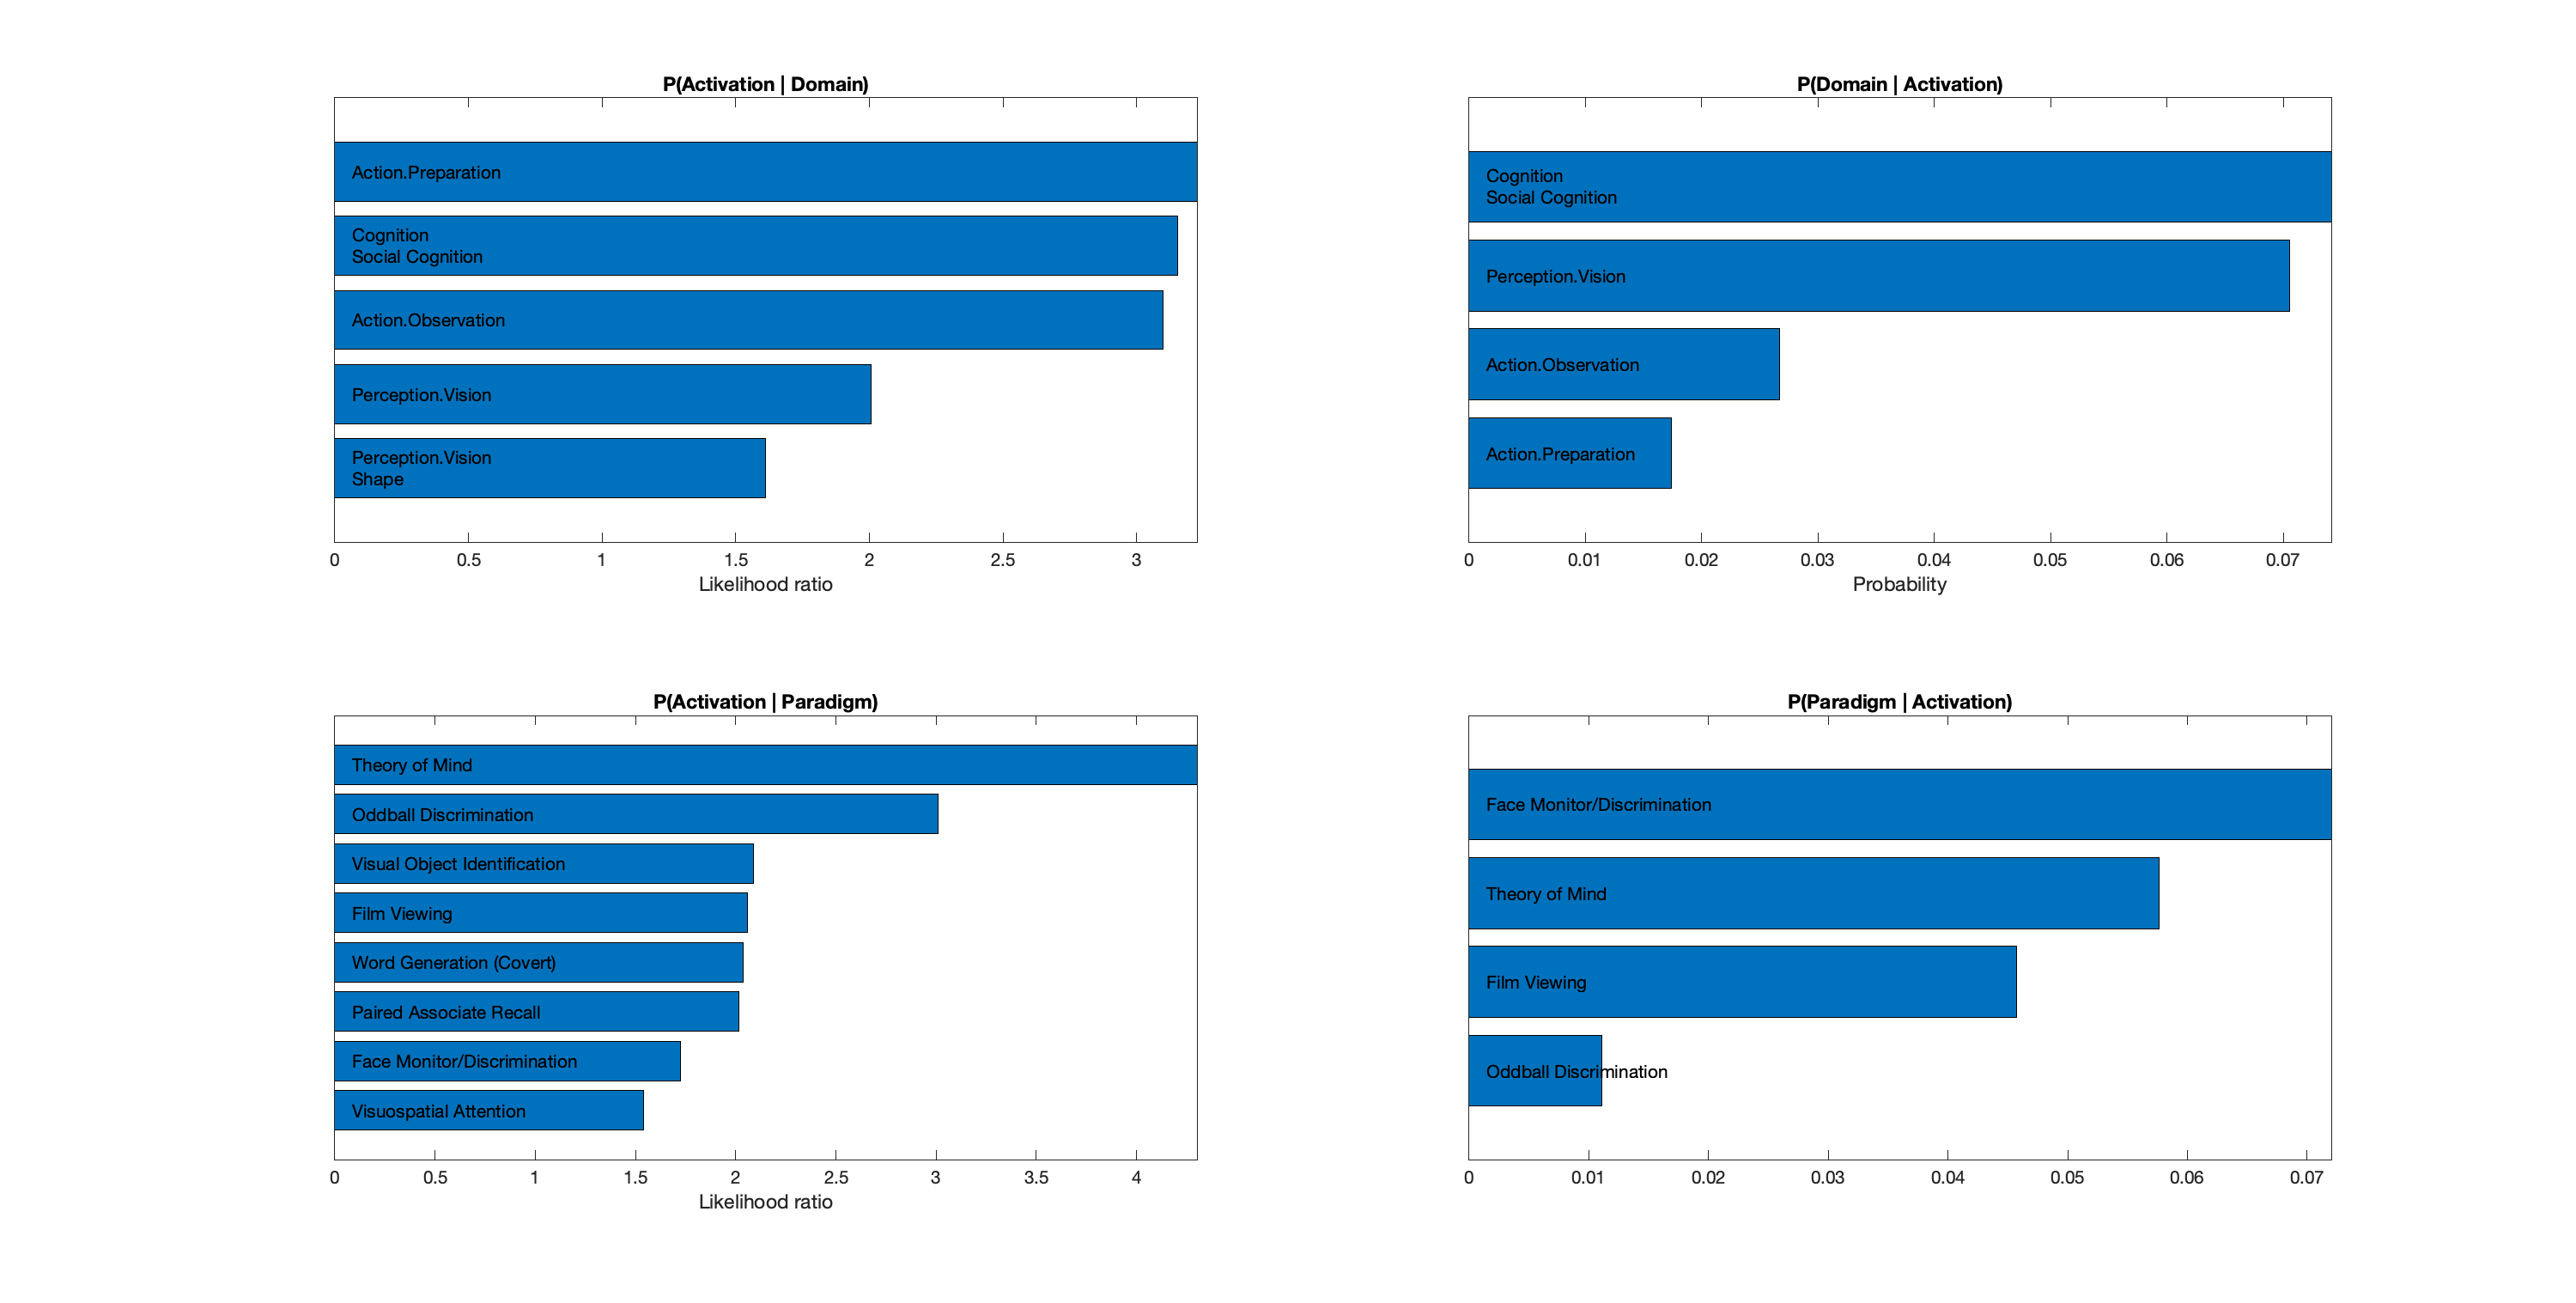 P(Activation | Domain)
Action.Preparation
Cognition
Social Cognition
Action.Observation
Perception.Vision
Perception.Vision
Shape
0 0.5 1 1.5 2 2.5 3
Likelihood ratio
P(Domain | Activation)
Cognition
Social Cognition
Perception.Vision
Action.Observation
Action.Preparation
0 0.01 0.02 0.03 0.04 0.05 0.06 0.07
Probability
P(Activation | Paradigm)
Theory of Mind
Oddball Discrimination
Visual Object Identification
Film Viewing
Word Generation (Covert)
Paired Associate Recall
Face Monitor/Discrimination
Visuospatial Attention
0 0.5 1 1.5 2 2.5 3 3.5 4
Likelihood ratio
P(Paradigm | Activation)
Face Monitor/Discrimination
Theory of Mind
Film Viewing
Oddball Discrimination
0 0.01 0.02 0.03 0.04 0.05 0.06 0.07